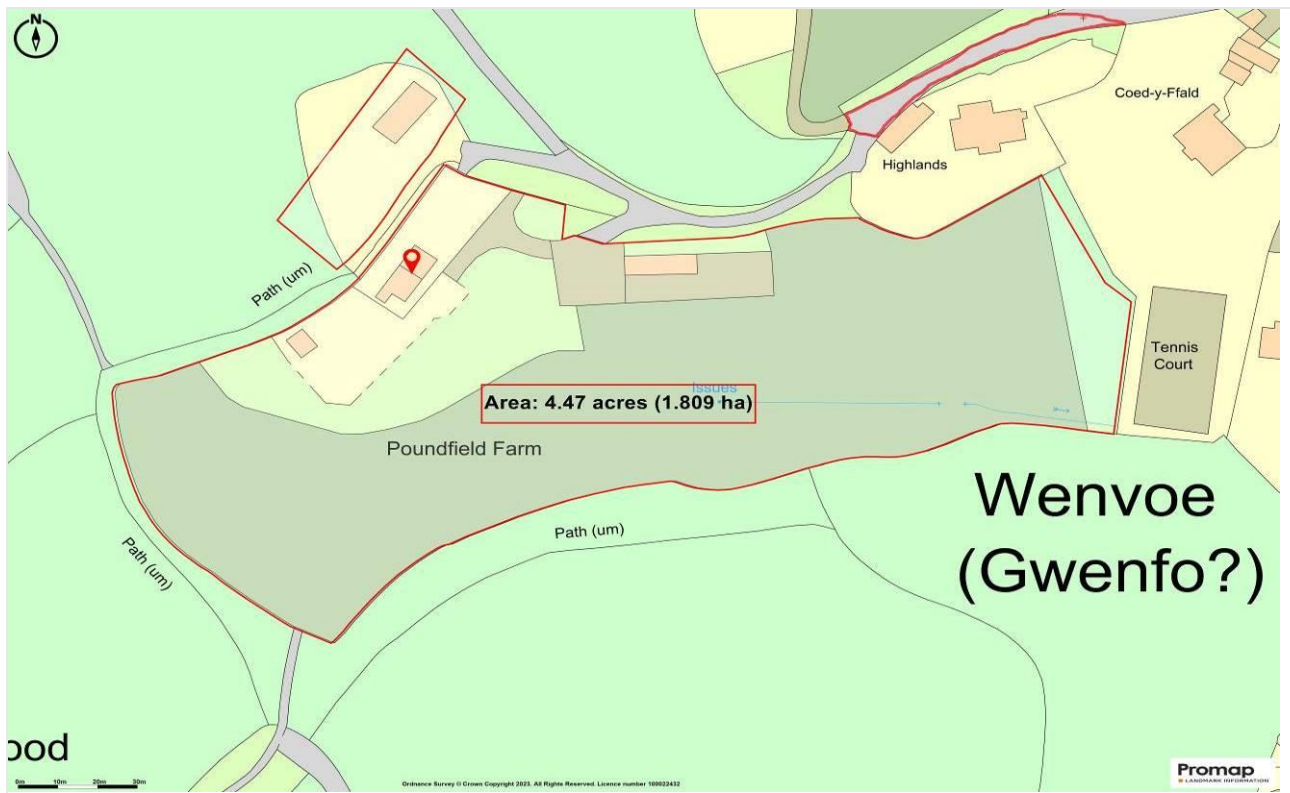 N
Coed-y-Ffald
Highlands
Path (um)
Tennis
Court
Issues
Area: 4.47 acres (1.809 ha)
Poundfield Farm
Wenvoe
(Gwenfo?)
Path (um)
Path (um)
ood
0m 10m 20m 30m
Ordnance Survey © Crown Copyright 2023. All Rights Reserved. Licence number 100022432
Promap
LANDMARK INFORMATION